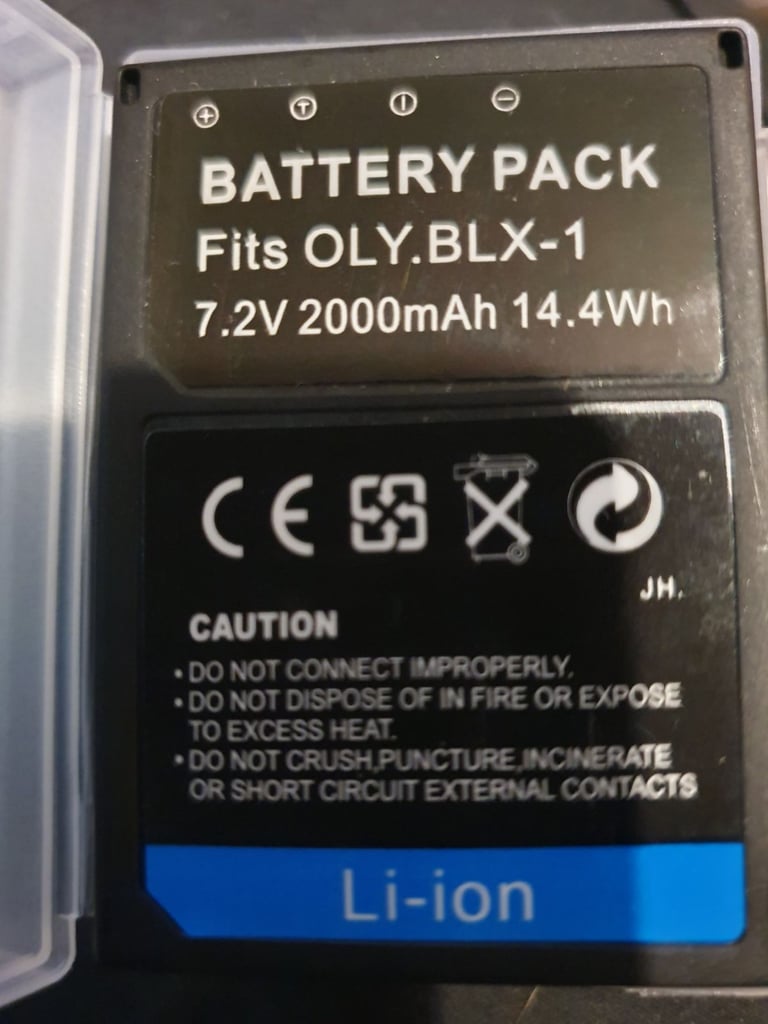 + T I −
BATTERY PACK
Fits OLY.BLX-1
7.2V 2000mAh 14.4Wh
CE
JH.
CAUTION
• DO NOT CONNECT IMPROPERLY.
• DO NOT DISPOSE OF IN FIRE OR EXPOSE
TO EXCESS HEAT.
• DO NOT CRUSH,PUNCTURE,INCINERATE
OR SHORT CIRCUIT EXTERNAL CONTACTS
Li-ion